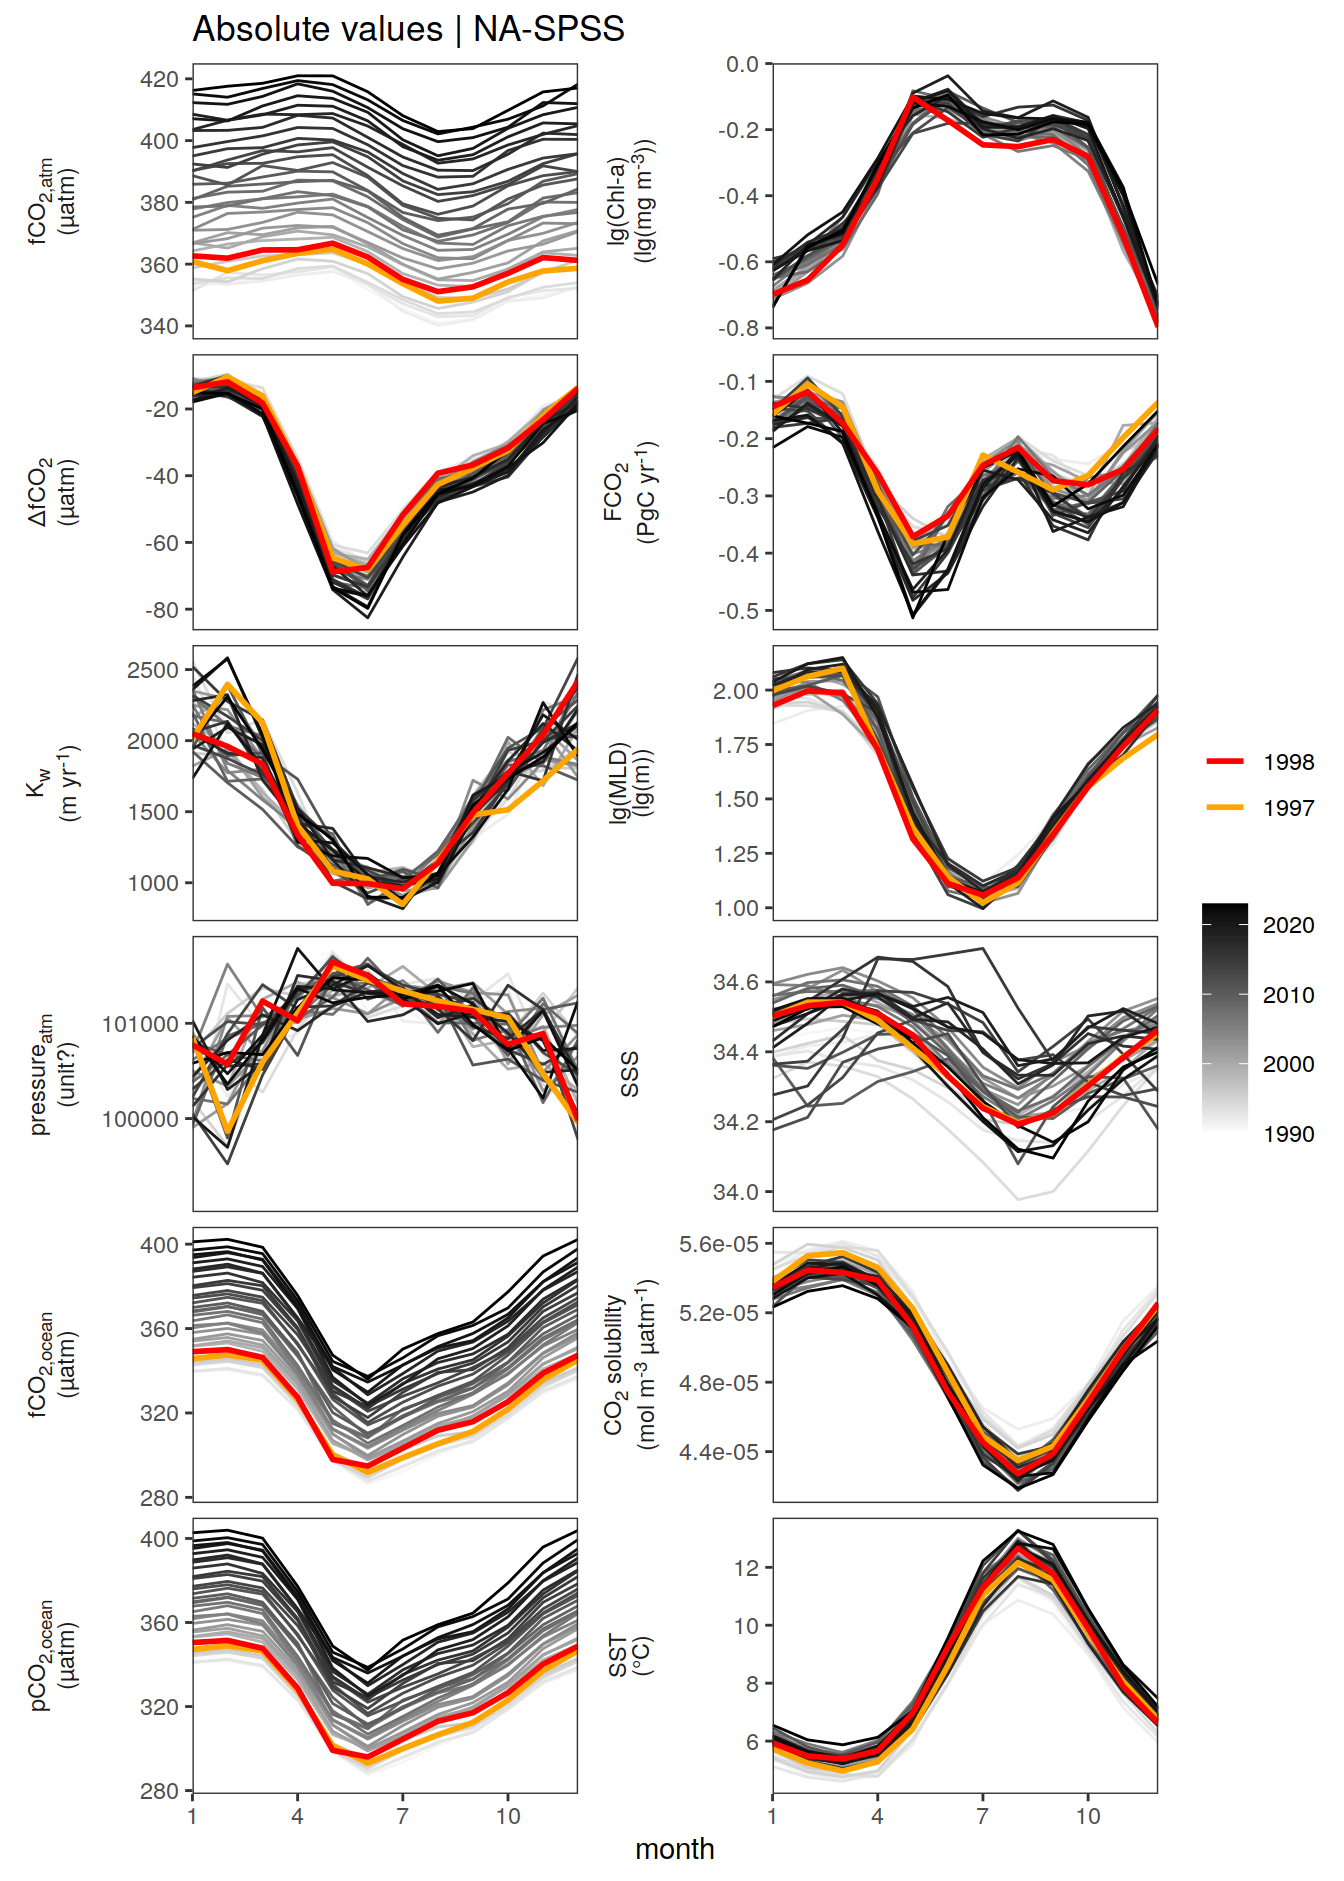 Absolute values | NA-SPSS
fCO2,atm
(µatm)
420
400
380
360
340
lg(Chl-a)
(lg(mg m-3))
0.0
-0.2
-0.4
-0.6
-0.8
ΔfCO2
(µatm)
-20
-40
-60
-80
FCO2
(PgC yr-1)
-0.1
-0.2
-0.3
-0.4
-0.5
Kw
(m yr-1)
2500
2000
1500
1000
lg(MLD)
(lg(m))
2.00
1.75
1.50
1.25
1.00
pressureatm
(unit?)
101000
100000
SSS
34.6
34.4
34.2
34.0
fCO2,ocean
(µatm)
400
360
320
280
CO2 solubility
(mol m-3 µatm-1)
5.6e-05
5.2e-05
4.8e-05
4.4e-05
pCO2,ocean
(µatm)
400
360
320
280
SST
(°C)
12
10
8
6
1 4 7 10
1 4 7 10
month
1998
1997
2020
2010
2000
1990